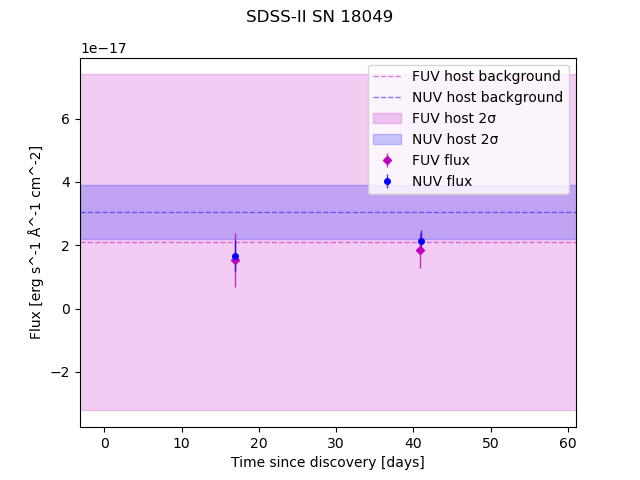 SDSS-II SN 18049
1e−17
FUV host background
NUV host background
FUV host 2σ
NUV host 2σ
FUV flux
NUV flux
6
4
2
0
−2
Flux [erg s^-1 Å^-1 cm^-2]
0 10 20 30 40 50 60
Time since discovery [days]